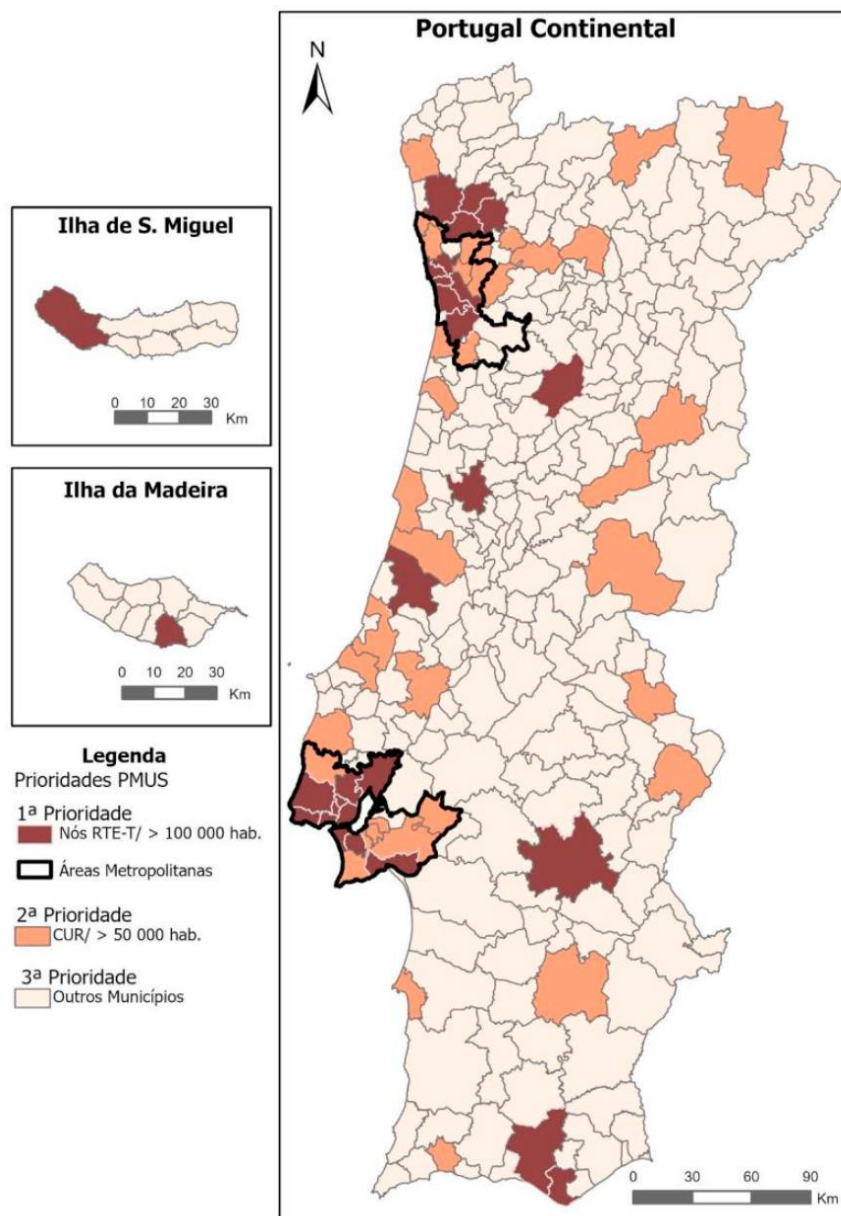 Portugal Continental
N
Ilha de S. Miguel
0 10 20 30
Km
Ilha da Madeira
0 10 20 30
Km
Legenda
Prioridades PMUS
1ª Prioridade
Nós RTE-T/ > 100 000 hab.
Áreas Metropolitanas
2ª Prioridade
CUR/ > 50 000 hab.
3ª Prioridade
Outros Municípios
0 30 60 90
Km